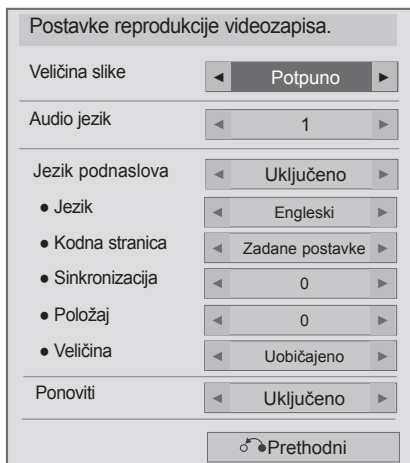 Postavke reprodukcije videozapisa.
Veličina slike ◄ Potpuno ►
Audio jezik ◄ 1 ►
Jezik podnaslova ◄ Uključeno ►
● Jezik ◄ Engleski ►
● Kodna stranica ◄ Zadane postavke ►
● Sinkronizacija ◄ 0 ►
● Položaj ◄ 0 ►
● Veličina ◄ Uobičajeno ►
Ponoviti ◄ Uključeno ►
Prethodni